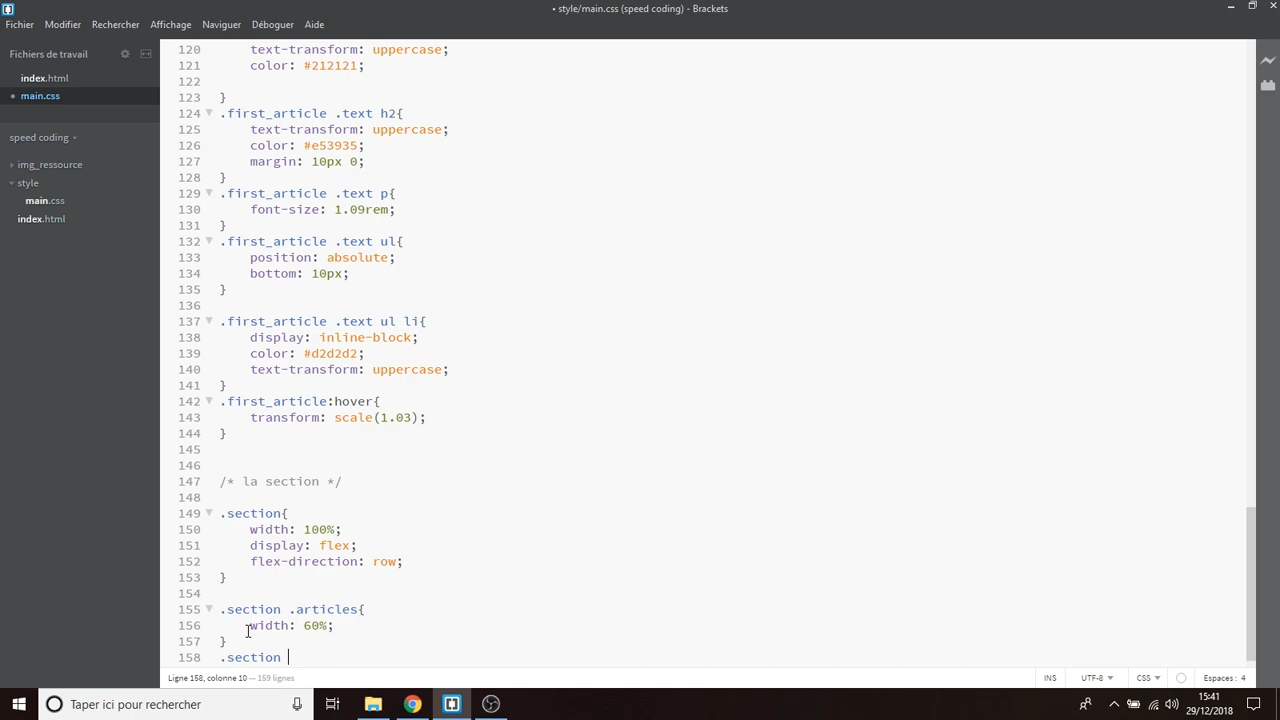 • style/main.css (speed coding) - Brackets
Fichier Modifier Rechercher Affichage Naviguer Déboguer Aide
Fichiers de travail
index.html
• main.css
speed coding
img_ressource
style
main.css
index.html
120 text-transform: uppercase;
121 color: #212121;
122
123 }
124 .first_article .text h2{
125 text-transform: uppercase;
126 color: #e53935;
127 margin: 10px 0;
128 }
129 .first_article .text p{
130 font-size: 1.09rem;
131 }
132 .first_article .text ul{
133 position: absolute;
134 bottom: 10px;
135 }
136
137 .first_article .text ul li{
138 display: inline-block;
139 color: #d2d2d2;
140 text-transform: uppercase;
141 }
142 .first_article:hover{
143 transform: scale(1.03);
144 }
145
146
147 /* la section */
148
149 .section{
150 width: 100%;
151 display: flex;
152 flex-direction: row;
153 }
154
155 .section .articles{
156 width: 60%;
157 }
158 .section
Ligne 158, colonne 10 — 159 lignes INS UTF-8 CSS Espaces : 4
Taper ici pour rechercher
15:41
29/12/2018